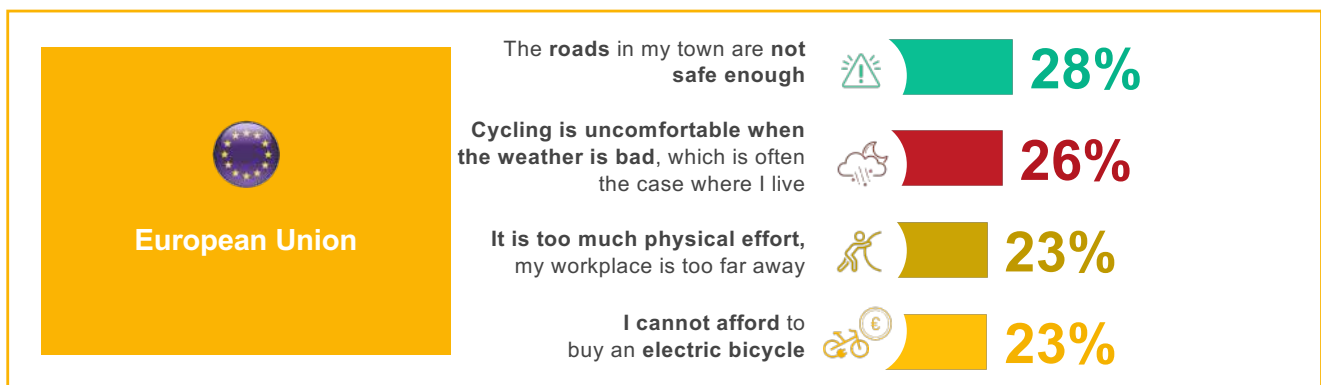 European Union
The roads in my town are not
safe enough
28%
Cycling is uncomfortable when
the weather is bad, which is often
the case where I live
26%
It is too much physical effort,
my workplace is too far away
23%
I cannot afford to
buy an electric bicycle
€
23%